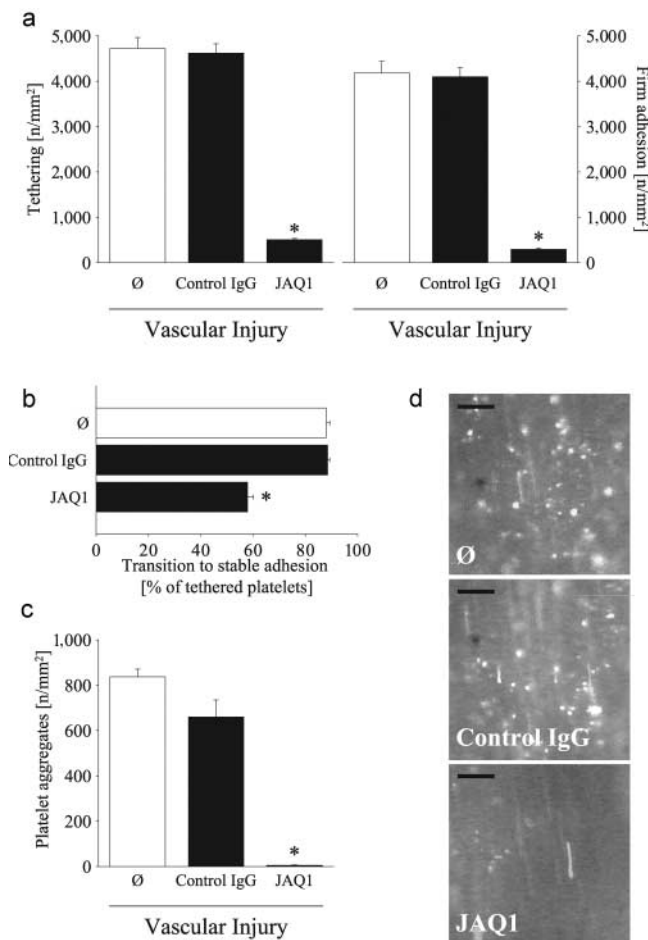 a
5,000
4,000
3,000
2,000
1,000
0
Tethering [n/mm²]
*
Ø Control IgG JAQ1
Vascular Injury
5,000
4,000
3,000
2,000
1,000
0
Firm adhesion [n/mm²]
*
Ø Control IgG JAQ1
Vascular Injury
b
Ø
Control IgG
JAQ1
*
0 20 40 60 80 100
Transition to stable adhesion
[% of tethered platelets]
c
1,000
800
600
400
200
0
Platelet aggregates [n/mm²]
*
Ø Control IgG JAQ1
Vascular Injury
d
Ø
Control IgG
JAQ1